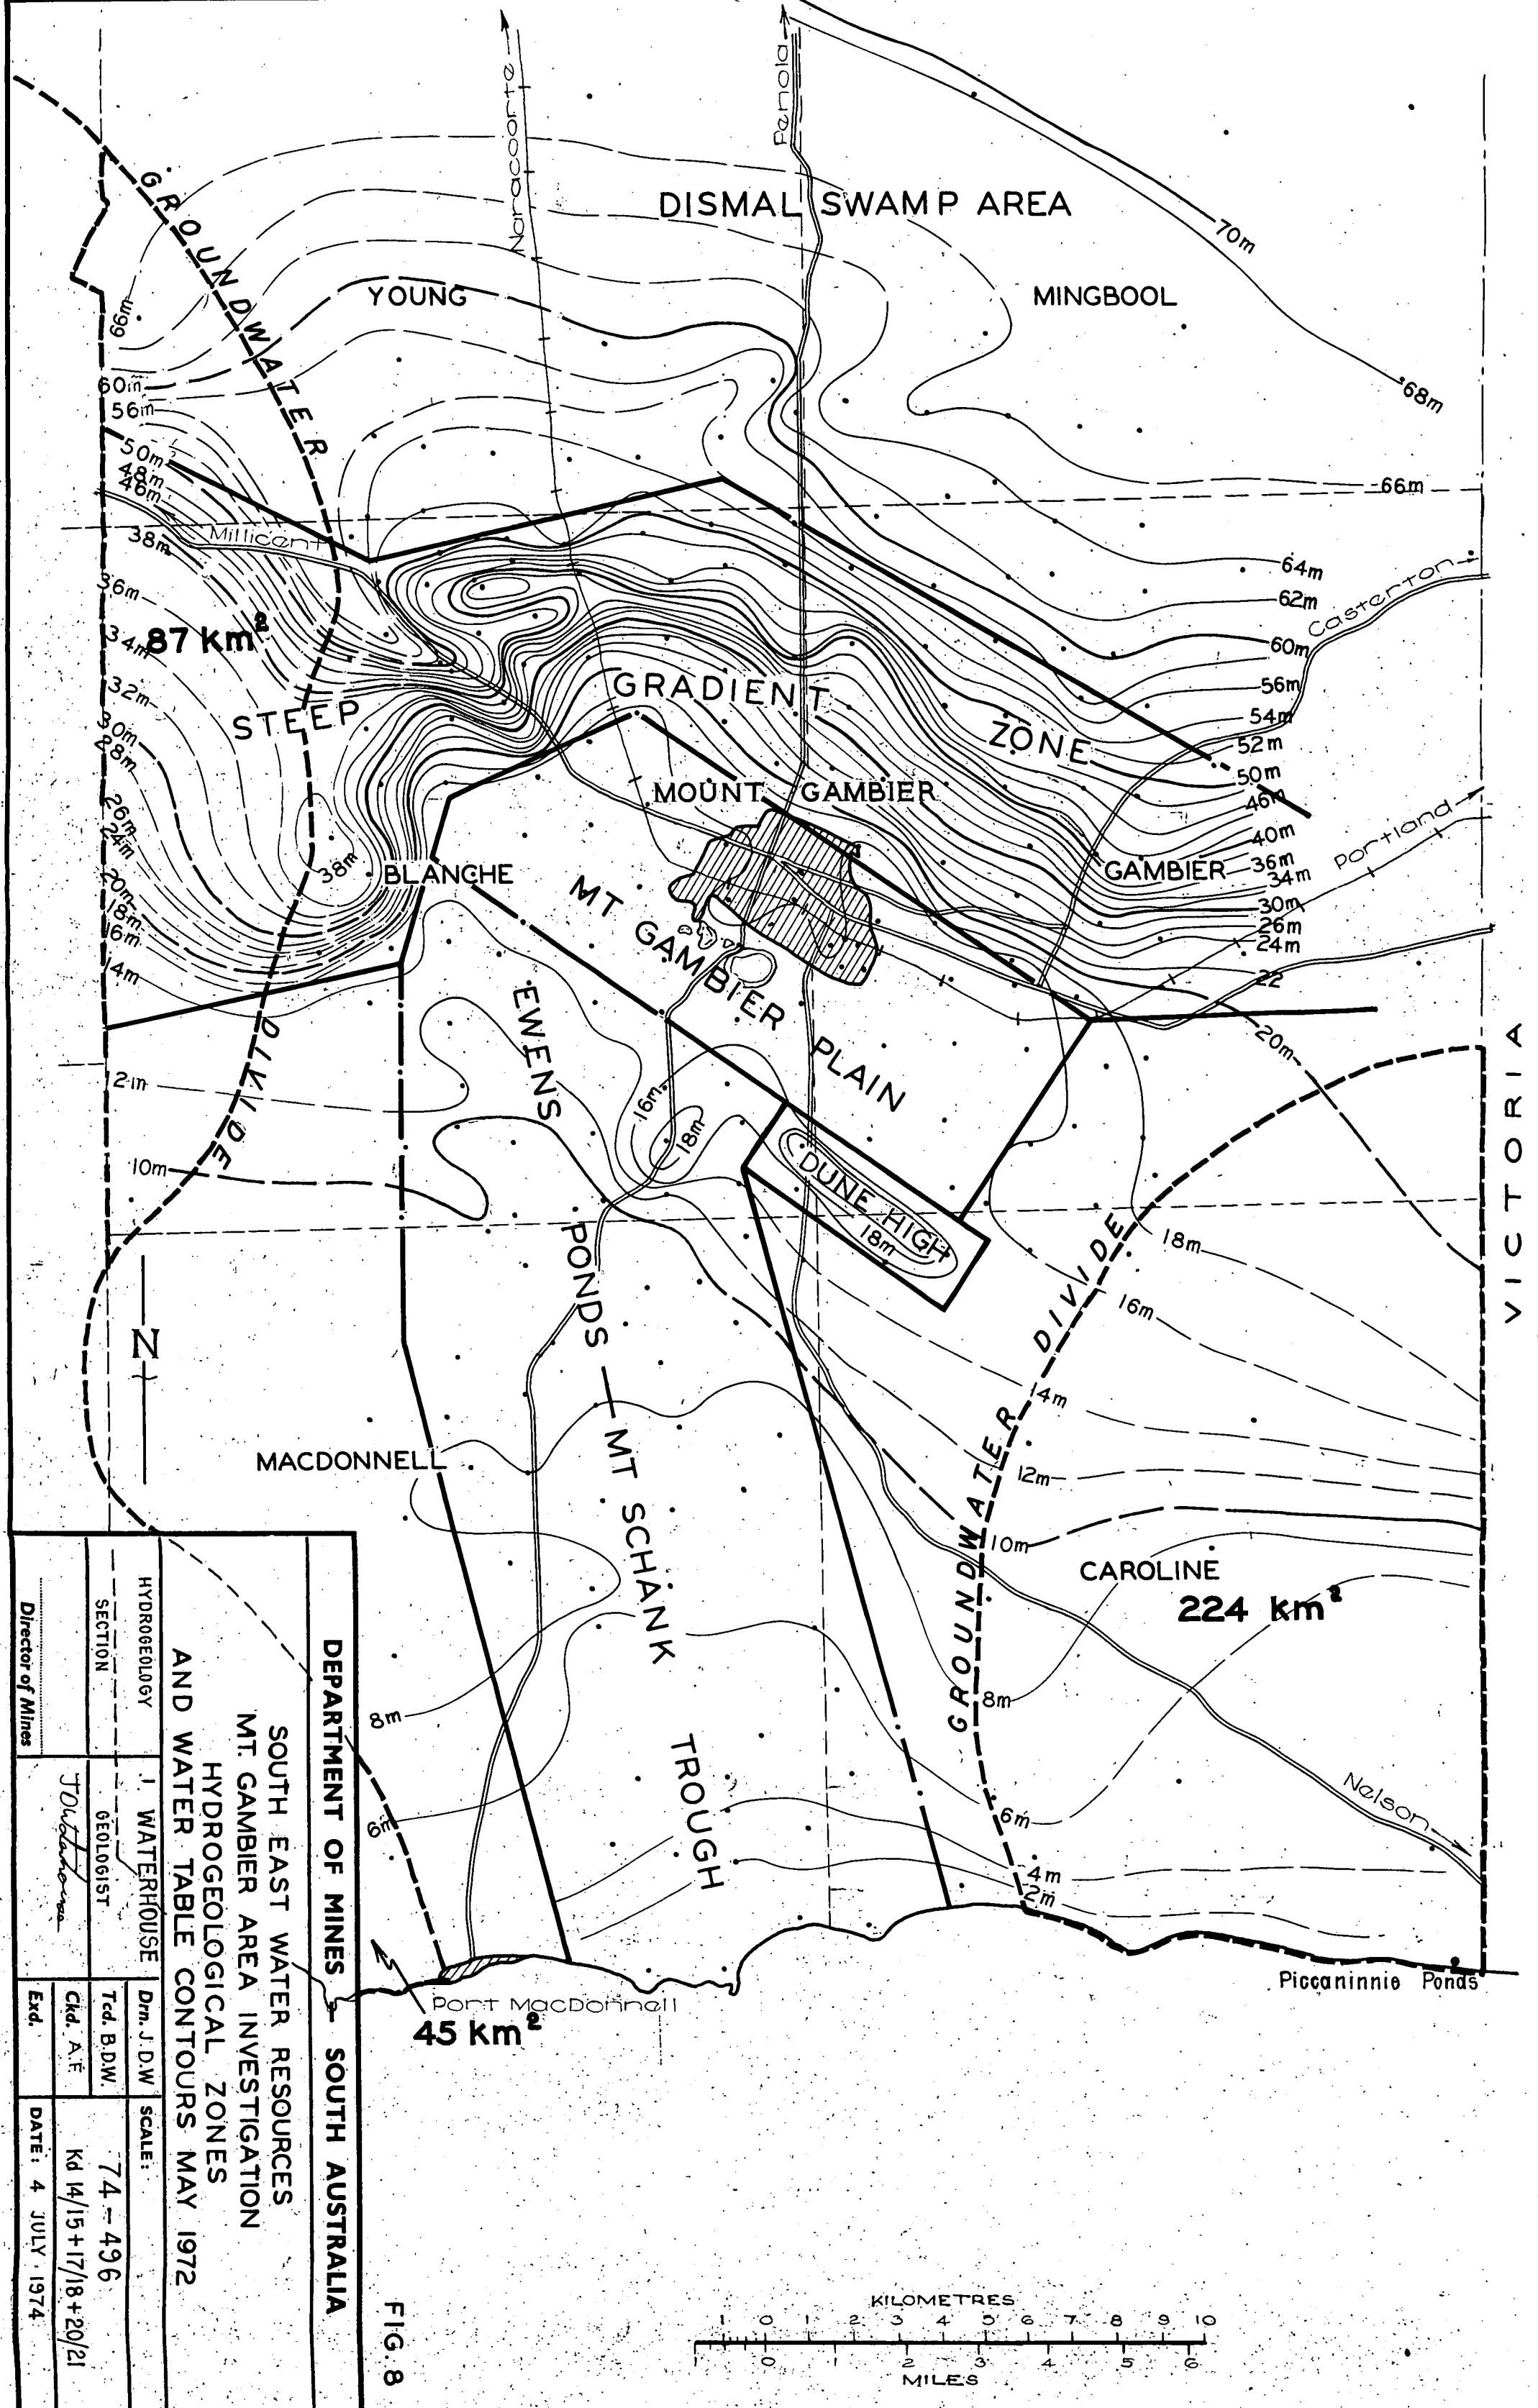 Naracoorte
Penola
DISMAL SWAMP AREA
70m
YOUNG
MINGBOOL
GROUNDWATER
66m
68m
60m
56m
50m
48m
46m
66m
Millicent
38m
64m
Casterton
36m
62m
87 km²
34m
60m
32m
GRADIENT
56m
STEEP
54m
30m
ZONE
52m
28m
50m
MOUNT GAMBIER
46m
26m
Portland
24m
40m
38m
BLANCHE
GAMBIER
36m
34m
20m
MT GAMBIER PLAIN
30m
18m
26m
16m
24m
14m
22
EWENS
DIVIDE
20m
VICTORIA
12m
16m
18m
10m
DUNE HIGH
18m
18m
PONDS
DIVIDE
16m
N
14m
MACDONNELL
MT SCHANK
GROUNDWATER
12m
10m
CAROLINE
224 km²
8m
8m
TROUGH
Nelson
6m
6m
4m
2m
Piccaninnie Ponds
Port MacDonnell
45 km²
DEPARTMENT OF MINES – SOUTH AUSTRALIA
SOUTH EAST WATER RESOURCES
MT. GAMBIER AREA INVESTIGATION
HYDROGEOLOGICAL ZONES
AND WATER TABLE CONTOURS MAY 1972
HYDROGEOLOGY
SECTION
Director of Mines
J WATERHOUSE
GEOLOGIST
Drn. J.D.W
Tcd. B.D.W.
Ckd. A.F.
Exd.
SCALE:
74-496
Kd 14/15+17/18+20/21
DATE: 4 JULY 1974
FIG. 8
KILOMETRES
1 0 1 2 3 4 5 6 7 8 9 10
1 0 1 2 3 4 5 6
MILES